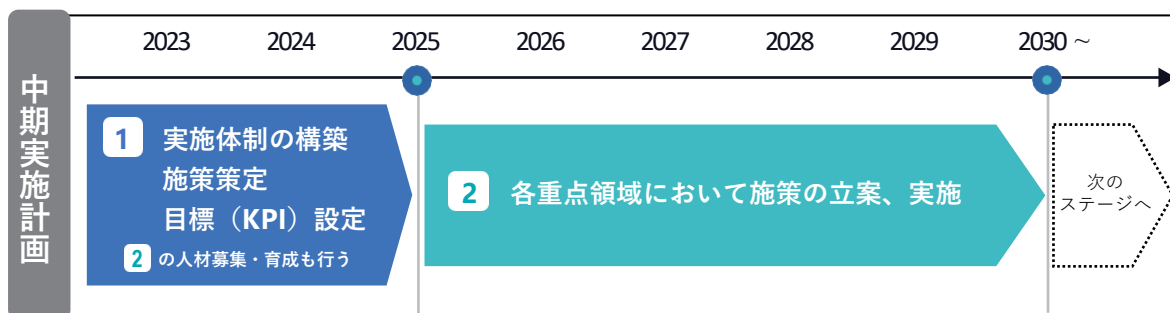 中期実施計画
2023 2024 2025 2026 2027 2028 2029 2030 ~
1 実施体制の構築
施策策定
目標（KPI）設定
2 の人材募集・育成も行う
2 各重点領域において施策の立案、実施
次の
ステージへ